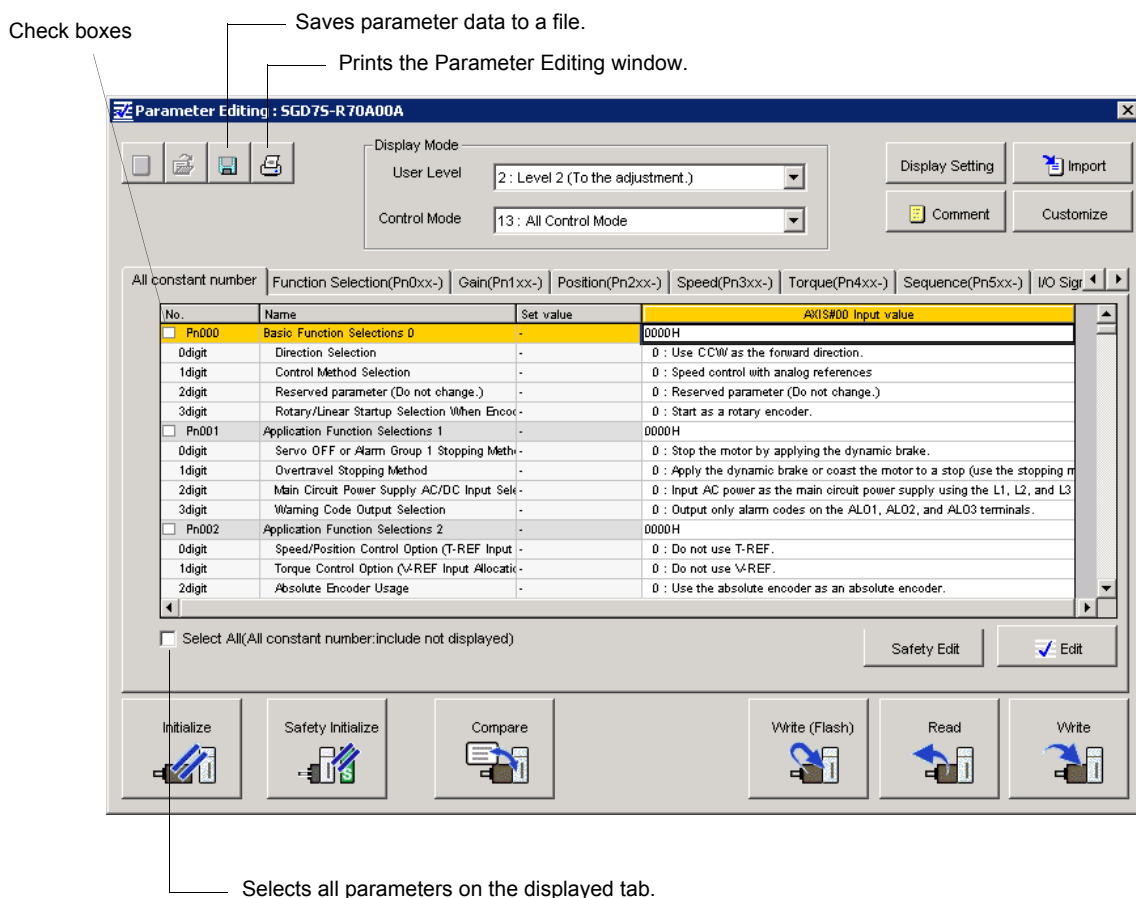 Saves parameter data to a file.
Check boxes
Prints the Parameter Editing window.
Parameter Editing : SGD7S-R70A00A
Display Mode
User Level 2 : Level 2 (To the adjustment.)
Display Setting Import
Control Mode 13 : All Control Mode
Comment Customize
All constant number Function Selection(Pn0xx-) Gain(Pn1xx-) Position(Pn2xx-) Speed(Pn3xx-) Torque(Pn4xx-) Sequence(Pn5xx-) I/O Sigr
No. Name Set value AXIS#00 Input value
Pn000 Basic Function Selections 0 - 0000H
0digit Direction Selection - 0 : Use CCW as the forward direction.
1digit Control Method Selection - 0 : Speed control with analog references
2digit Reserved parameter (Do not change.) - 0 : Reserved parameter (Do not change.)
3digit Rotary/Linear Startup Selection When Encoc - 0 : Start as a rotary encoder.
Pn001 Application Function Selections 1 - 0000H
0digit Servo OFF or Alarm Group 1 Stopping Meth - 0 : Stop the motor by applying the dynamic brake.
1digit Overtravel Stopping Method - 0 : Apply the dynamic brake or coast the motor to a stop (use the stopping m
2digit Main Circuit Power Supply AC/DC Input Sele - 0 : Input AC power as the main circuit power supply using the L1, L2, and L3
3digit Warning Code Output Selection - 0 : Output only alarm codes on the ALO1, ALO2, and ALO3 terminals.
Pn002 Application Function Selections 2 - 0000H
0digit Speed/Position Control Option (T-REF Input - 0 : Do not use T-REF.
1digit Torque Control Option (V-REF Input Allocatic - 0 : Do not use V-REF.
2digit Absolute Encoder Usage - 0 : Use the absolute encoder as an absolute encoder.
Select All(All constant number:include not displayed)
Safety Edit Edit
Initialize Safety Initialize Compare Write (Flash) Read Write
Selects all parameters on the displayed tab.